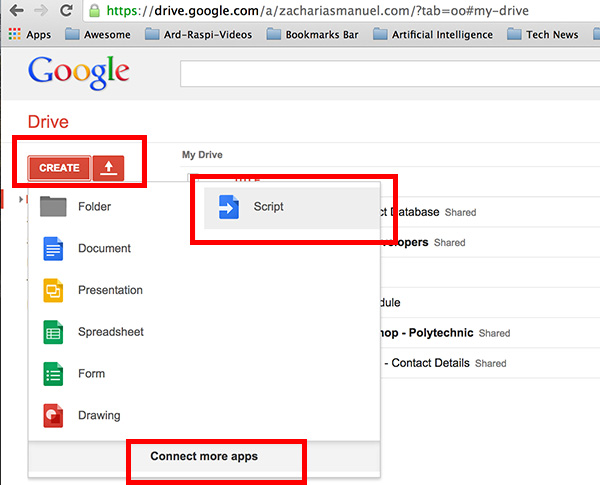 https://drive.google.com/a/zachariasmanuel.com/?tab=oo#my-drive
Apps Awesome Ard-Raspi-Videos Bookmarks Bar Artificial Intelligence Tech News
Google
Drive
CREATE
My Drive
Folder
Script
ct Database Shared
Document
elopers Shared
Presentation
dule
Spreadsheet
hop - Polytechnic Shared
- Contact Details Shared
Form
Drawing
Connect more apps